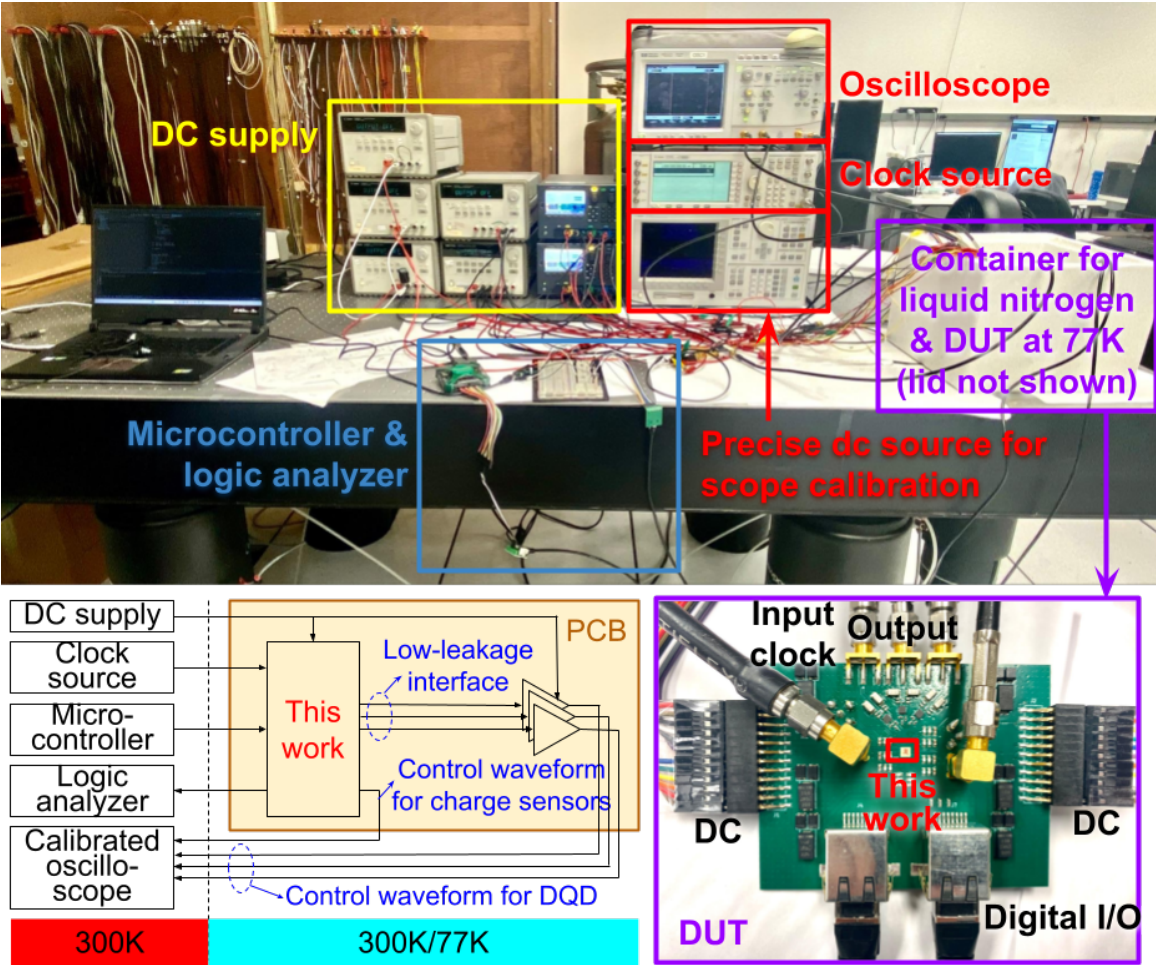 Oscilloscope
DC supply
Clock source
Container for
liquid nitrogen
& DUT at 77K
(lid not shown)
Microcontroller &
logic analyzer
Precise dc source for
scope calibration
DC supply
Clock
source
Micro-
controller
Logic
analyzer
Calibrated
oscillo-
scope
PCB
This
work
Low-leakage
interface
Control waveform
for charge sensors
Control waveform for DQD
300K
300K/77K
Input
clock
Output
This
work
DC
DC
Digital I/O
DUT